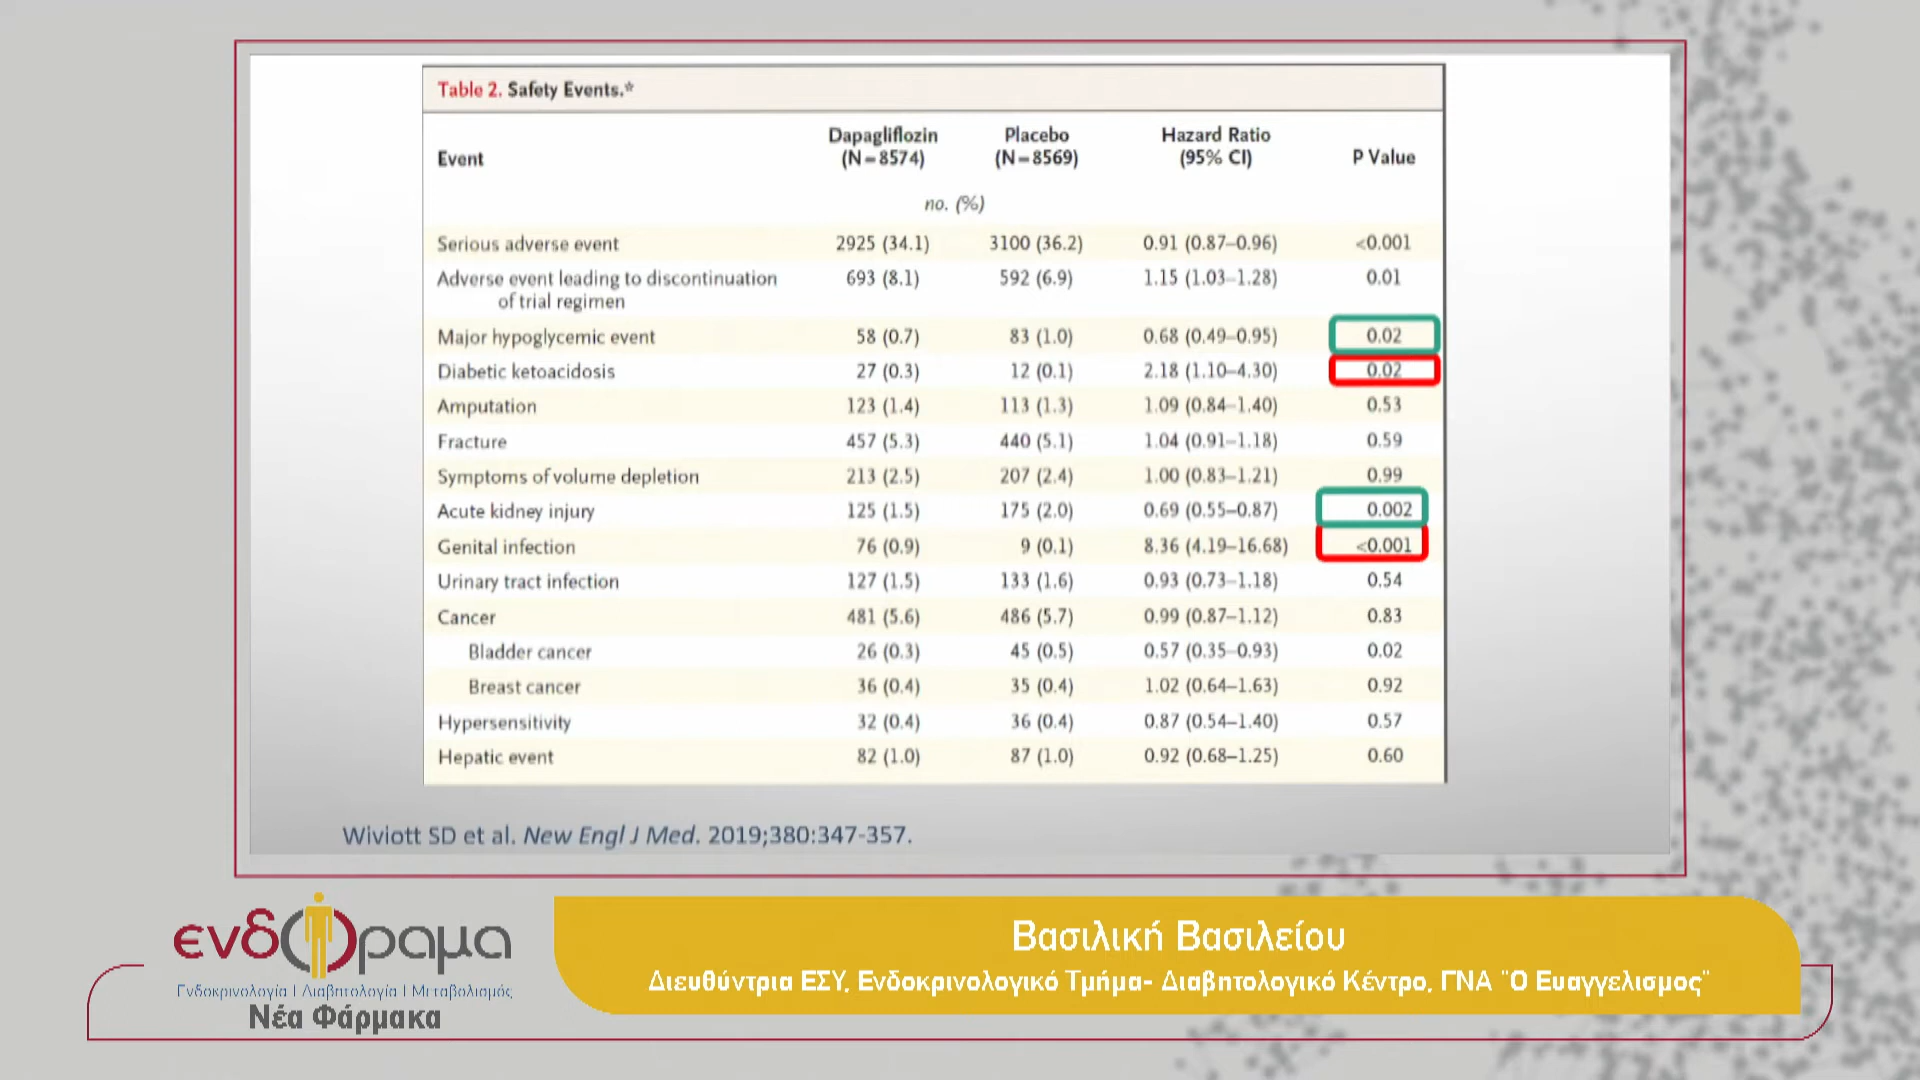 Table 2. Safety Events.*
Event Dapagliflozin (N=8574) Placebo (N=8569) Hazard Ratio (95% CI) P Value
no. (%)
Serious adverse event 2925 (34.1) 3100 (36.2) 0.91 (0.87–0.96) <0.001
Adverse event leading to discontinuation of trial regimen 693 (8.1) 592 (6.9) 1.15 (1.03–1.28) 0.01
Major hypoglycemic event 58 (0.7) 83 (1.0) 0.68 (0.49–0.95) 0.02
Diabetic ketoacidosis 27 (0.3) 12 (0.1) 2.18 (1.10–4.30) 0.02
Amputation 123 (1.4) 113 (1.3) 1.09 (0.84–1.40) 0.53
Fracture 457 (5.3) 440 (5.1) 1.04 (0.91–1.18) 0.59
Symptoms of volume depletion 213 (2.5) 207 (2.4) 1.00 (0.83–1.21) 0.99
Acute kidney injury 125 (1.5) 175 (2.0) 0.69 (0.55–0.87) 0.002
Genital infection 76 (0.9) 9 (0.1) 8.36 (4.19–16.68) <0.001
Urinary tract infection 127 (1.5) 133 (1.6) 0.93 (0.73–1.18) 0.54
Cancer 481 (5.6) 486 (5.7) 0.99 (0.87–1.12) 0.83
Bladder cancer 26 (0.3) 45 (0.5) 0.57 (0.35–0.93) 0.02
Breast cancer 36 (0.4) 35 (0.4) 1.02 (0.64–1.63) 0.92
Hypersensitivity 32 (0.4) 36 (0.4) 0.87 (0.54–1.40) 0.57
Hepatic event 82 (1.0) 87 (1.0) 0.92 (0.68–1.25) 0.60
Wiviott SD et al. New Engl J Med. 2019;380:347-357.
ενδόραμα
Ενδοκρινολογία | Διαβητολογία | Μεταβολισμός
Νέα Φάρμακα
Βασιλική Βασιλείου
Διευθύντρια ΕΣΥ, Ενδοκρινολογικό Τμήμα- Διαβητολογικό Κέντρο, ΓΝΑ "Ο Ευαγγελισμος"